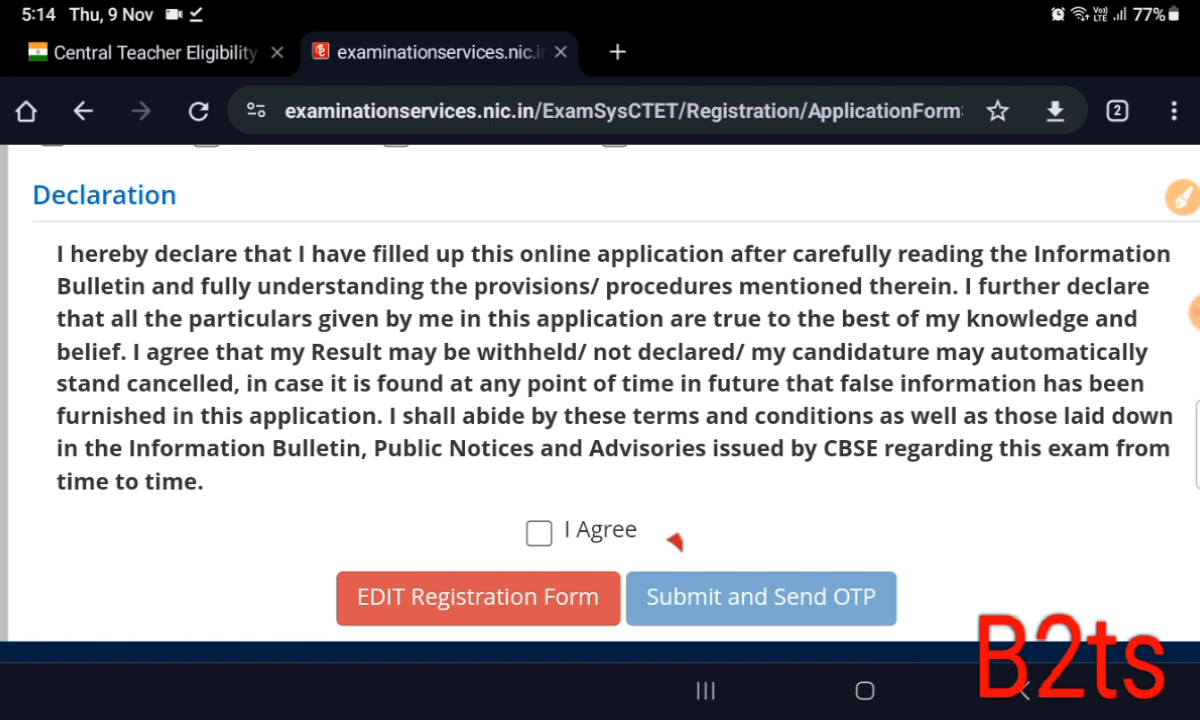 5:14 Thu, 9 Nov 77%
Central Teacher Eligibility examinationservices.nic.i
examinationservices.nic.in/ExamSysCTET/Registration/ApplicationForm 2
Declaration
I hereby declare that I have filled up this online application after carefully reading the Information
Bulletin and fully understanding the provisions/ procedures mentioned therein. I further declare
that all the particulars given by me in this application are true to the best of my knowledge and
belief. I agree that my Result may be withheld/ not declared/ my candidature may automatically
stand cancelled, in case it is found at any point of time in future that false information has been
furnished in this application. I shall abide by these terms and conditions as well as those laid down
in the Information Bulletin, Public Notices and Advisories issued by CBSE regarding this exam from
time to time.
I Agree
EDIT Registration Form Submit and Send OTP
B2ts